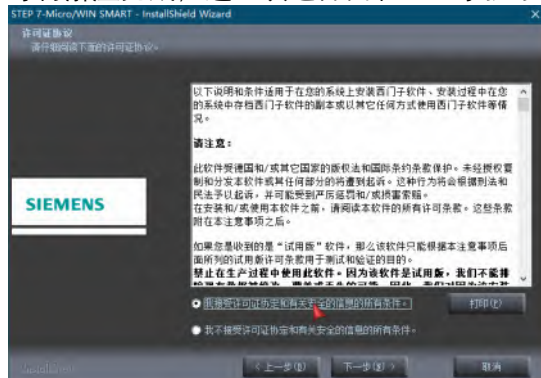 STEP 7-Micro/WIN SMART - InstallShield Wizard
许可证协议
请仔细阅读下面的许可证协议。
以下说明和条件适用于在您的系统上安装西门子软件、安装过程中在您
的系统中存档西门子软件的副本或以其它任何方式使用西门子软件等情
况。
请注意：
此软件受德国和/或其它国家的版权法和国际条约条款保护。未经授权复
制和分发本软件或其任何部分的将遭到起诉。这种行为将会根据刑法和
民法予以起诉，并可能受到严厉惩罚和/或损害索赔。
在安装和/或使用本软件之前，请阅读本软件的所有许可条款。这些条款
附在本注意事项之后。
SIEMENS
如果您是收到的是“试用版”软件，那么该软件只能根据本注意事项后
面所列的试用版许可条款用于测试和验证的目的。
禁止在生产过程中使用此软件。因为该软件是试用版，我们不能排
我接受许可证协定和有关安全的信息的所有条件。
打印(P)
我不接受许可证协定和有关安全的信息的所有条件。
InstallShield
< 上一步(B)
下一步(N) >
取消